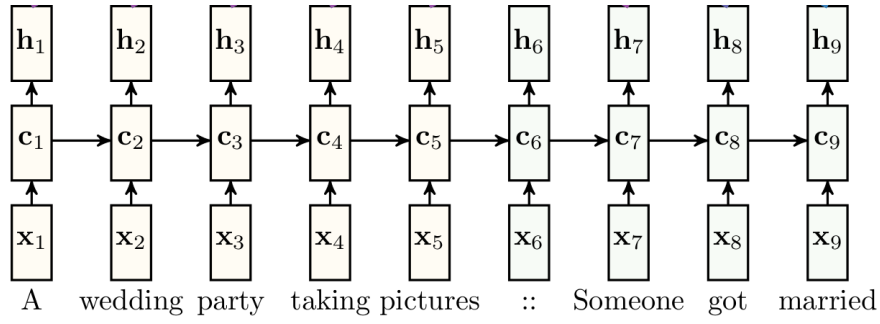 h1 h2 h3 h4 h5 h6 h7 h8 h9
c1 c2 c3 c4 c5 c6 c7 c8 c9
x1 x2 x3 x4 x5 x6 x7 x8 x9
A wedding party taking pictures :: Someone got married